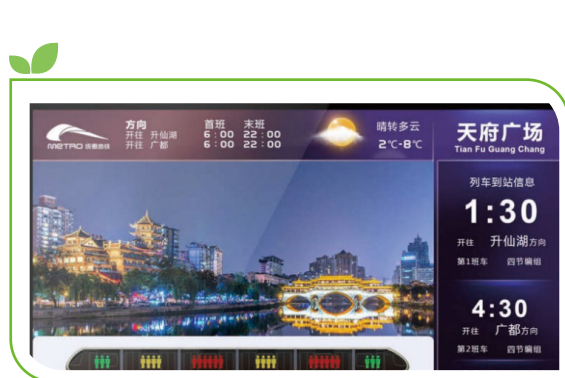 METRO 成都地铁
方向 首班 末班
开往 升仙湖 6:00 22:00
开往 广都 6:00 22:00
晴转多云
2℃-8℃
天府广场
Tian Fu Guang Chang
列车到站信息
1:30
开往 升仙湖方向
第1班车 四节编组
4:30
开往 广都方向
第2班车 四节编组